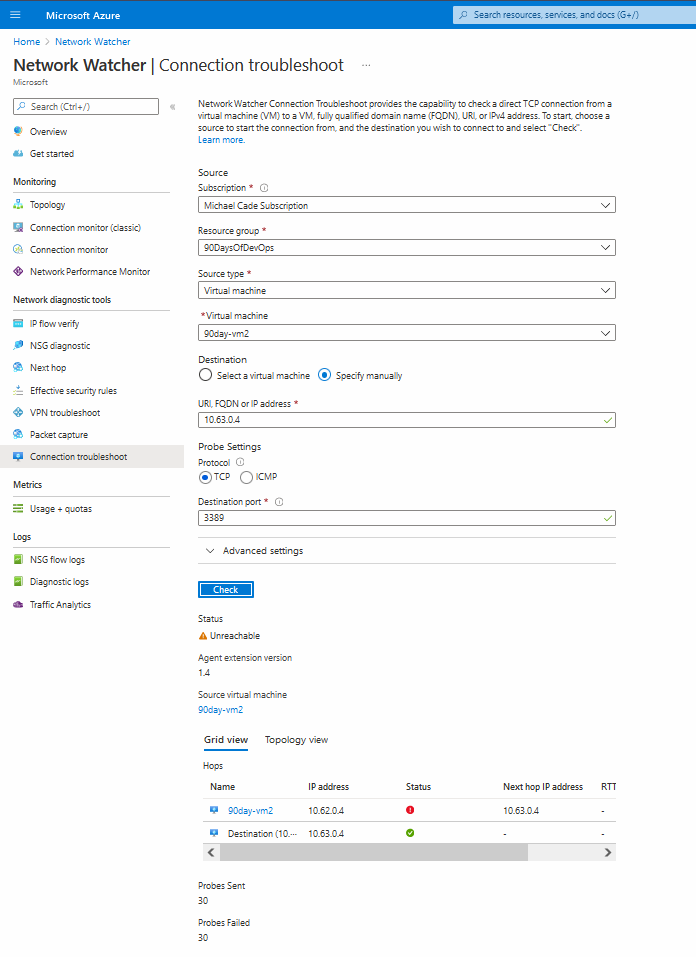 Microsoft Azure
Search resources, services, and docs (G+/)
Home > Network Watcher
Network Watcher | Connection troubleshoot ...
Microsoft
Search (Ctrl+/)
«
Overview
Get started
Monitoring
Topology
Connection monitor (classic)
Connection monitor
Network Performance Monitor
Network diagnostic tools
IP flow verify
NSG diagnostic
Next hop
Effective security rules
VPN troubleshoot
Packet capture
Connection troubleshoot
Metrics
Usage + quotas
Logs
NSG flow logs
Diagnostic logs
Traffic Analytics
Network Watcher Connection Troubleshoot provides the capability to check a direct TCP connection from a
virtual machine (VM) to a VM, fully qualified domain name (FQDN), URI, or IPv4 address. To start, choose a
source to start the connection from, and the destination you wish to connect to and select "Check".
Learn more.
Source
Subscription *
Michael Cade Subscription
Resource group *
90DaysOfDevOps
Source type *
Virtual machine
*Virtual machine
90day-vm2
Destination
Select a virtual machine Specify manually
URI, FQDN or IP address *
10.63.0.4
Probe Settings
Protocol
TCP ICMP
Destination port *
3389
Advanced settings
Check
Status
Unreachable
Agent extension version
1.4
Source virtual machine
90day-vm2
Grid view Topology view
Hops
Name IP address Status Next hop IP address RTT
90day-vm2 10.62.0.4 10.63.0.4 -
Destination (10.... 10.63.0.4 - -
Probes Sent
30
Probes Failed
30